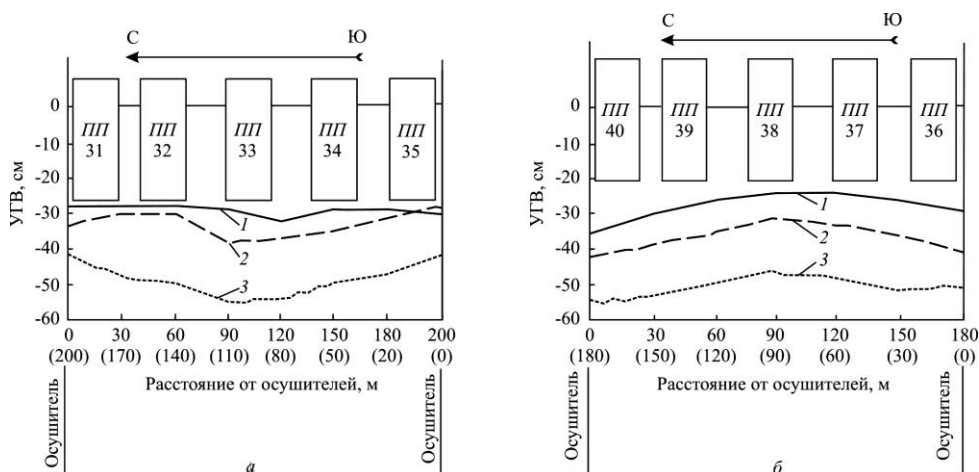 С Ю
0
-10
-20
-30
-40
-50
-60
УГВ, см
ПП
31
ПП
32
ПП
33
ПП
34
ПП
35
1
2
3
0 30 60 90 120 150 180 200
(200) (170) (140) (110) (80) (50) (20) (0)
Расстояние от осушителей, м
Осушитель
Осушитель
а
С Ю
0
-10
-20
-30
-40
-50
-60
УГВ, см
ПП
40
ПП
39
ПП
38
ПП
37
ПП
36
1
2
3
0 30 60 90 120 150 180
(180) (150) (120) (90) (60) (30) (0)
Расстояние от осушителей, м
Осушитель
Осушитель
б